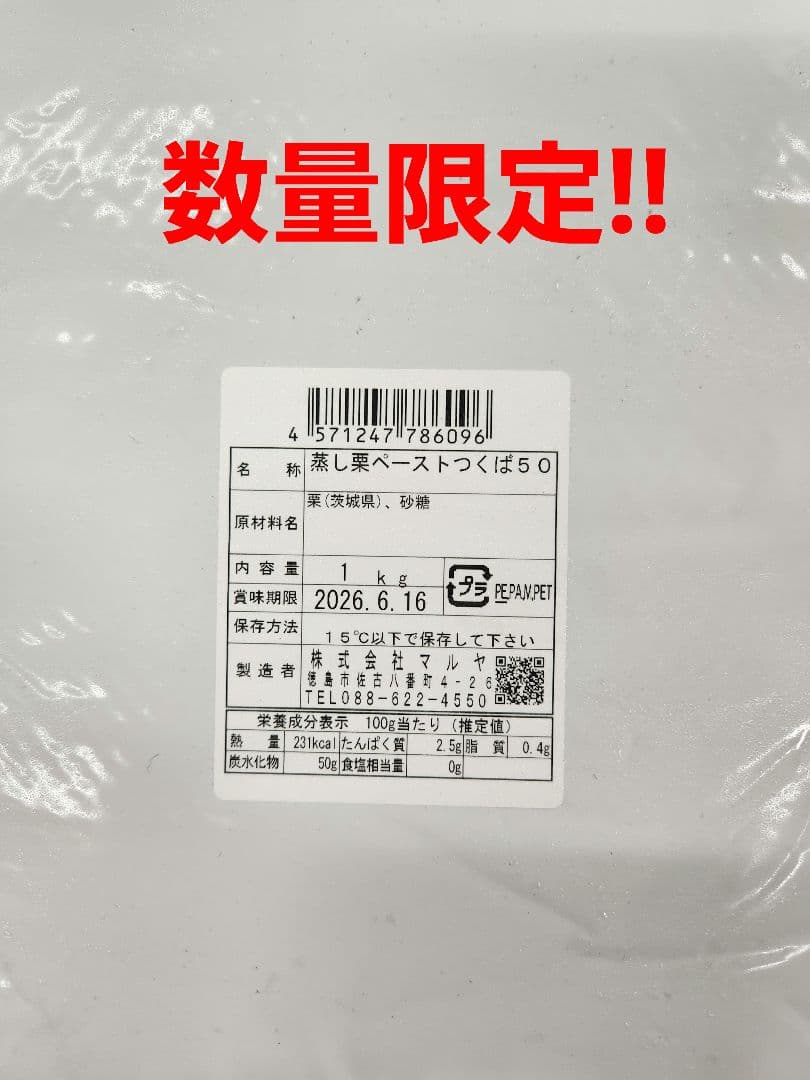 数量限定!!
4 571247 786096
名 称 蒸し栗ペーストつくば50
原材料名 栗(茨城県)、砂糖
内容量 1 kg
賞味期限 2026.6.16
プラ PE,PA,M,PET
保存方法 15℃以下で保存して下さい
製造者 株式会社マルヤ
徳島市佐古八番町4-26
TEL088-622-4550
栄養成分表示 100g当たり (推定値)
熱 量 231kcal たんぱく質 2.5g 脂 質 0.4g
炭水化物 50g 食塩相当量 0g